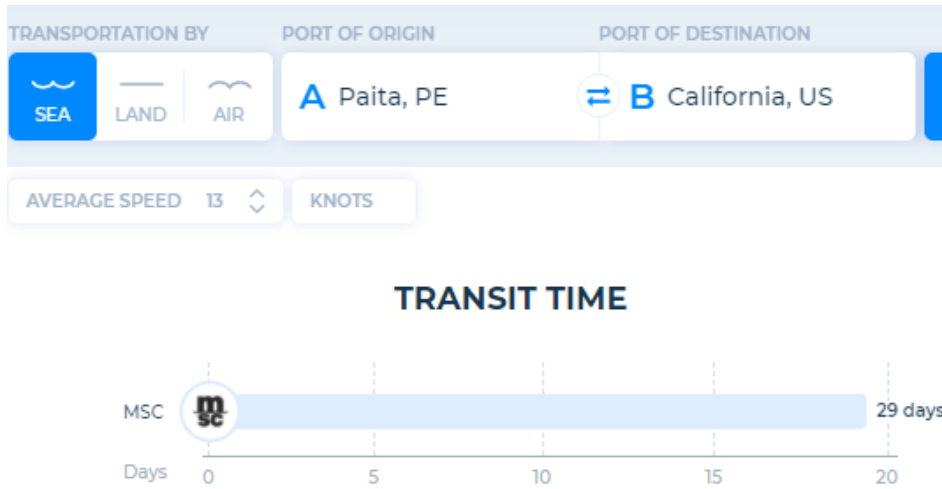 TRANSPORTATION BY PORT OF ORIGIN PORT OF DESTINATION
SEA LAND AIR A Paita, PE B California, US
AVERAGE SPEED 13 KNOTS
TRANSIT TIME
MSC msc 29 days
Days 0 5 10 15 20